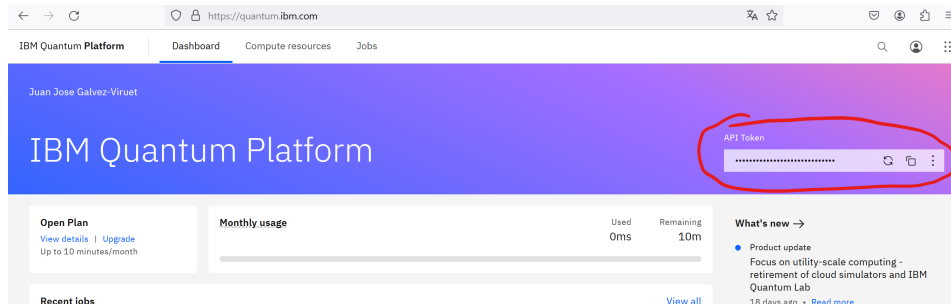 https://quantum.ibm.com
IBM Quantum Platform
Dashboard
Compute resources
Jobs
Juan Jose Galvez-Viruet
IBM Quantum Platform
API Token
••••••••••••••••••••••••••••
Open Plan
View details | Upgrade
Up to 10 minutes/month
Monthly usage
Used
Remaining
0ms
10m
What's new →
Product update
Focus on utility-scale computing -
retirement of cloud simulators and IBM
Quantum Lab
18 days ago • Read more
Recent jobs
View all